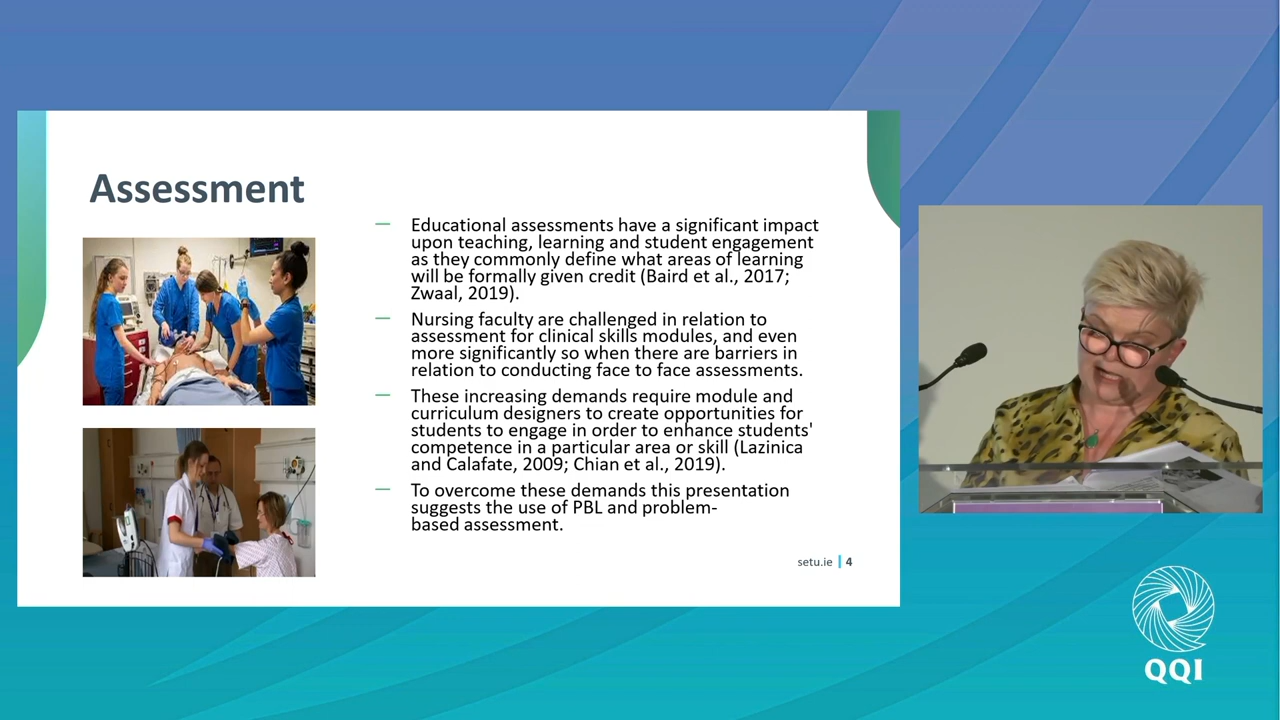 Assessment
— Educational assessments have a significant impact
upon teaching, learning and student engagement
as they commonly define what areas of learning
will be formally given credit (Baird et al., 2017;
Zwaal, 2019).
— Nursing faculty are challenged in relation to
assessment for clinical skills modules, and even
more significantly so when there are barriers in
relation to conducting face to face assessments.
— These increasing demands require module and
curriculum designers to create opportunities for
students to engage in order to enhance students'
competence in a particular area or skill (Lazinica
and Calafate, 2009; Chian et al., 2019).
— To overcome these demands this presentation
suggests the use of PBL and problem-
based assessment.
setu.ie | 4
QQI